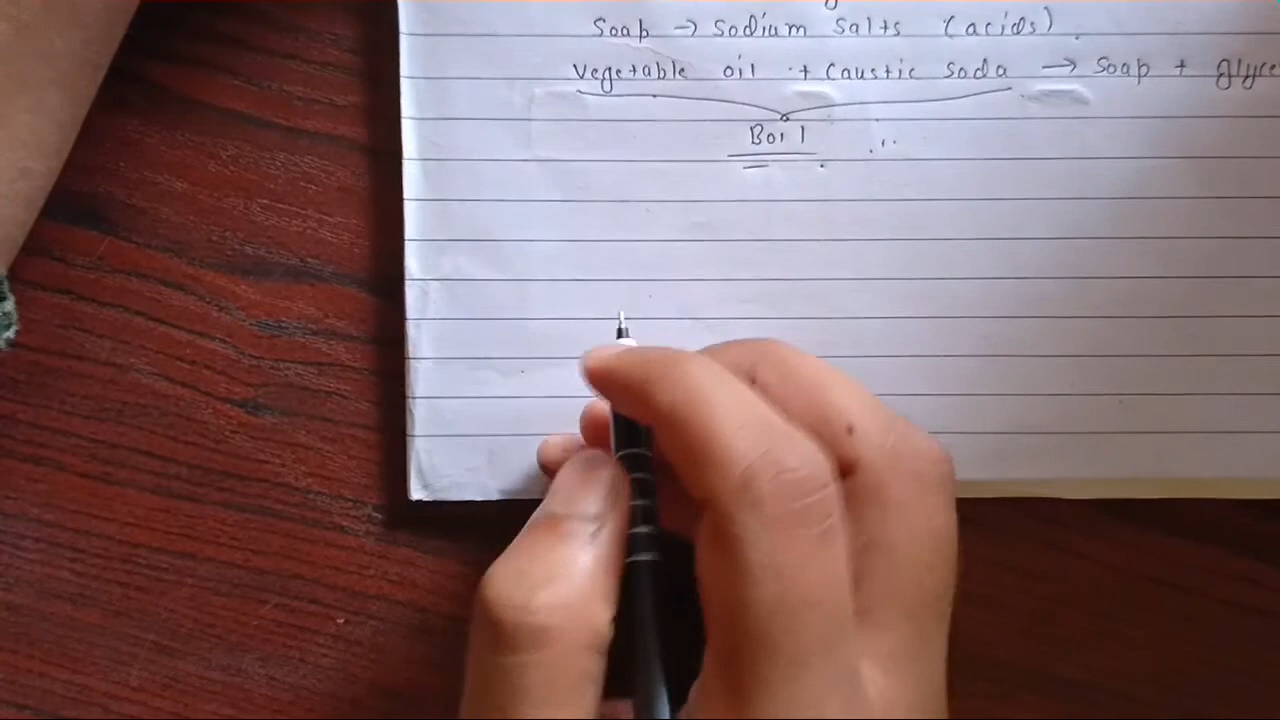 Soap → sodium salts (acids)
vegetable oil + caustic soda → soap + glyce
Boil